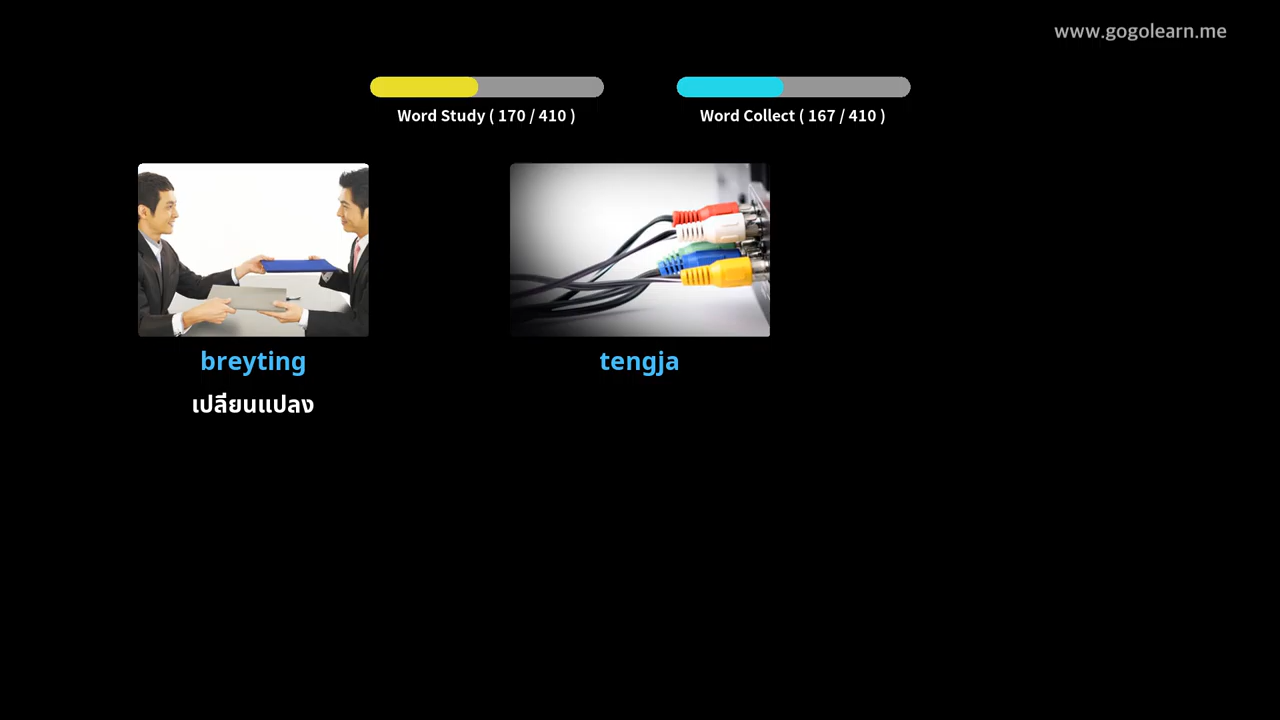 www.gogolearn.me
Word Study ( 170 / 410 )
Word Collect ( 167 / 410 )
breyting
tengja
เปลี่ยนแปลง